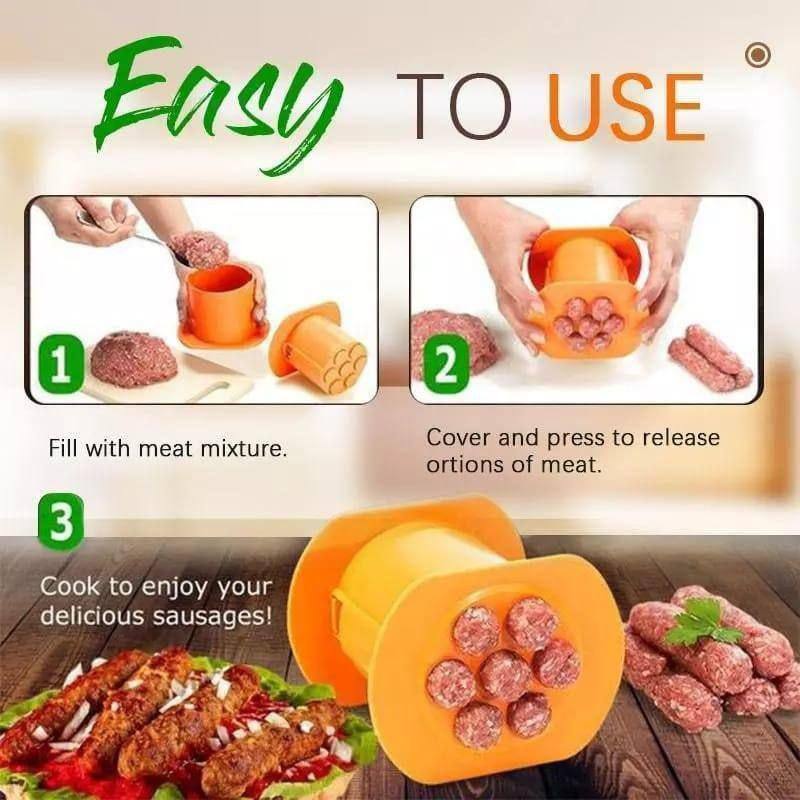 Easy TO USE
1
2
Fill with meat mixture.
Cover and press to release
ortions of meat.
3
Cook to enjoy your
delicious sausages!